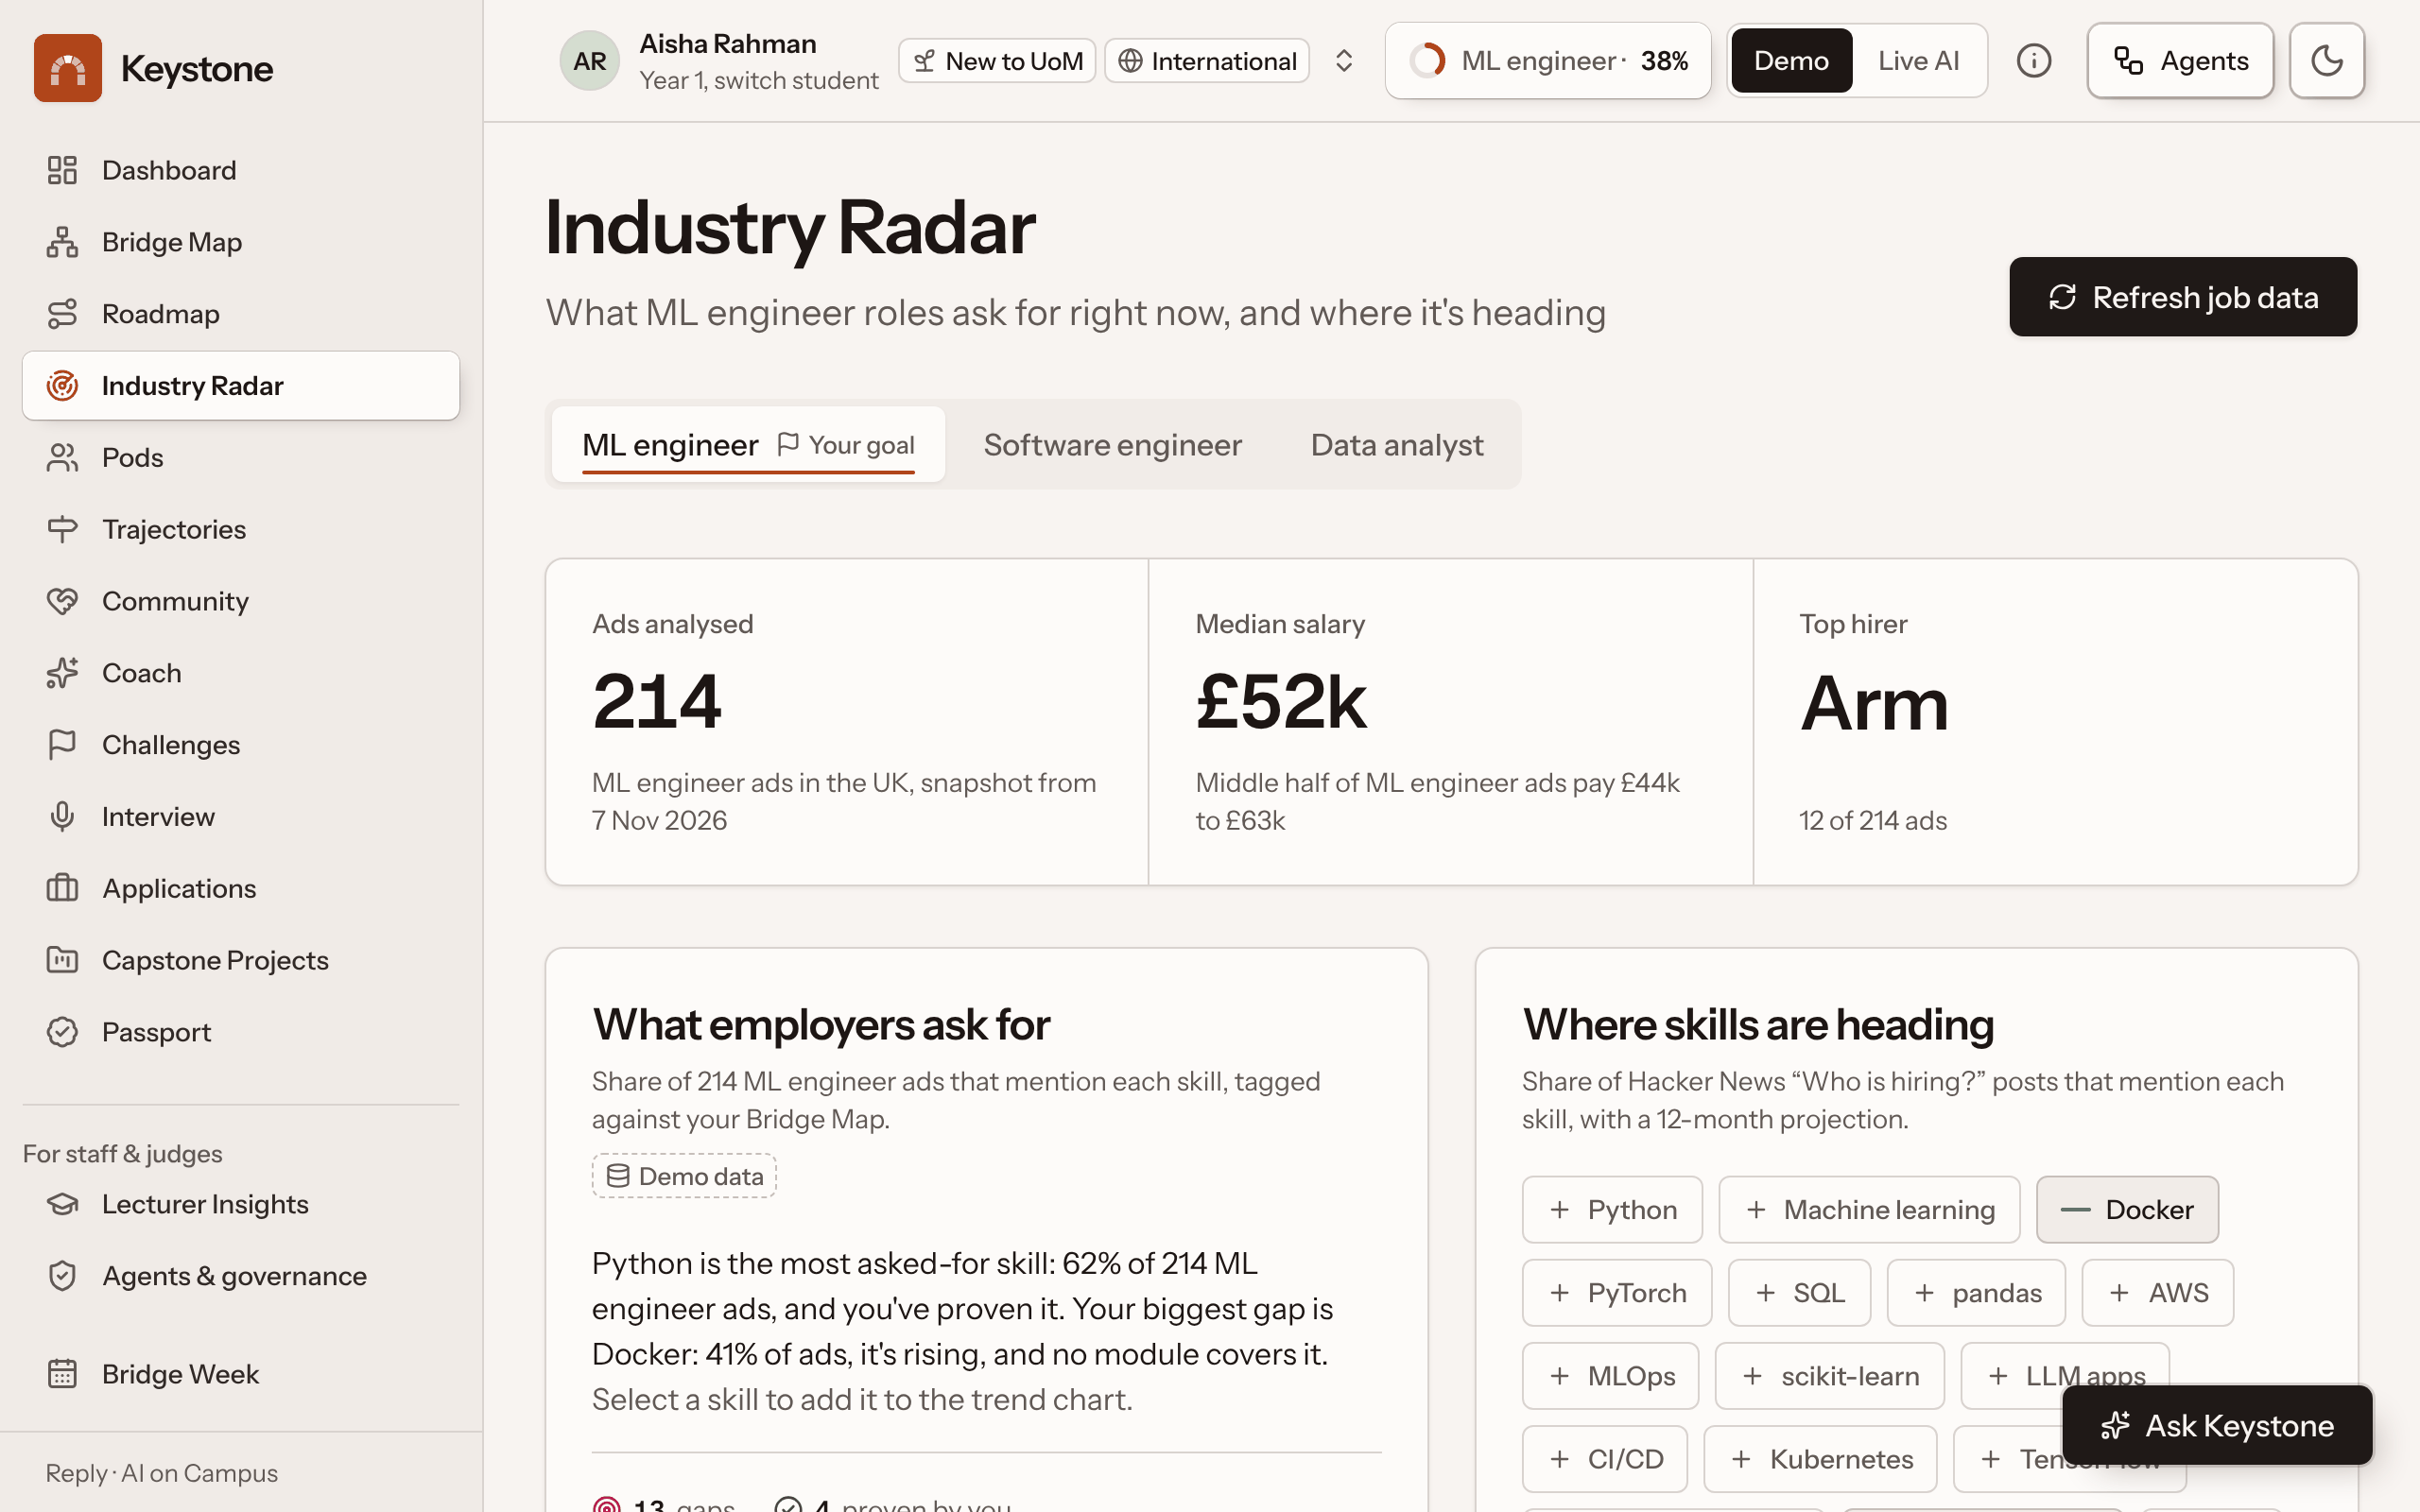 Keystone
Dashboard
Bridge Map
Roadmap
Industry Radar
Pods
Trajectories
Community
Coach
Challenges
Interview
Applications
Capstone Projects
Passport
For staff & judges
Lecturer Insights
Agents & governance
Bridge Week
Reply · AI on Campus
AR
Aisha Rahman
Year 1, switch student
New to UoM
International
ML engineer · 38%
Demo
Live AI
Agents
Industry Radar
What ML engineer roles ask for right now, and where it's heading
Refresh job data
ML engineer Your goal
Software engineer
Data analyst
Ads analysed
214
ML engineer ads in the UK, snapshot from
7 Nov 2026
Median salary
£52k
Middle half of ML engineer ads pay £44k
to £63k
Top hirer
Arm
12 of 214 ads
What employers ask for
Share of 214 ML engineer ads that mention each skill, tagged
against your Bridge Map.
Demo data
Python is the most asked-for skill: 62% of 214 ML
engineer ads, and you've proven it. Your biggest gap is
Docker: 41% of ads, it's rising, and no module covers it.
Select a skill to add it to the trend chart.
13 gaps 4 proven by you
Where skills are heading
Share of Hacker News “Who is hiring?” posts that mention each
skill, with a 12-month projection.
Python
Machine learning
Docker
PyTorch
SQL
pandas
AWS
MLOps
scikit-learn
LLM apps
CI/CD
Kubernetes
TensorFlow
Ask Keystone